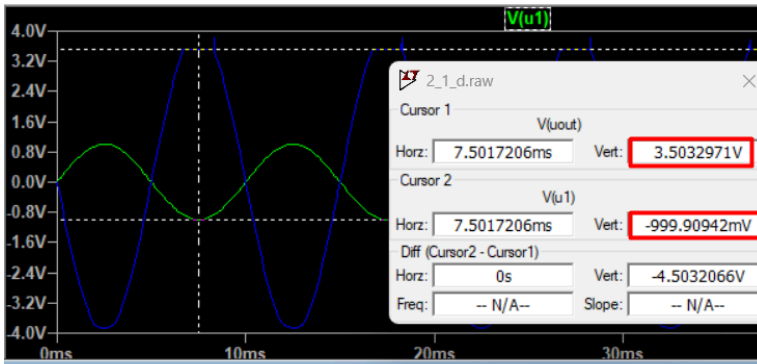 V(u1)
4.0V
3.2V
2.4V
1.6V
0.8V
0.0V
-0.8V
-1.6V
-2.4V
-3.2V
-4.0V
0ms 10ms 20ms 30ms
2_1_d.raw
Cursor 1
V(uout)
Horz: 7.5017206ms Vert: 3.5032971V
Cursor 2
V(u1)
Horz: 7.5017206ms Vert: -999.90942mV
Diff (Cursor2 - Cursor1)
Horz: 0s Vert: -4.5032066V
Freq: -- N/A-- Slope: -- N/A--